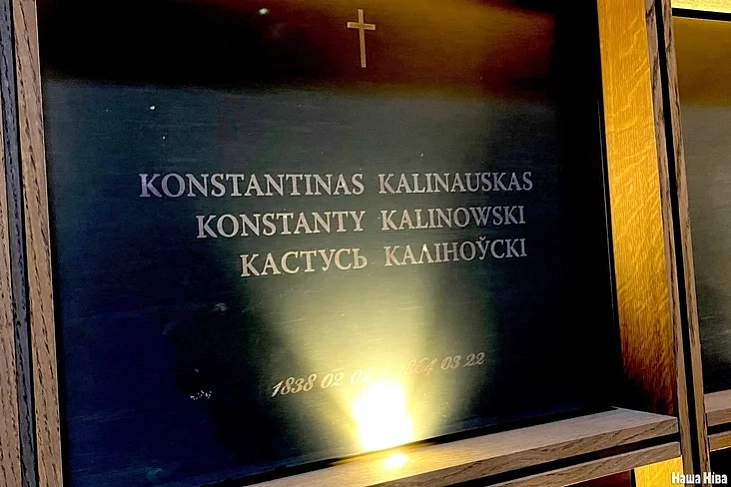 KONSTANTINAS KALINAUSKAS
KONSTANTY KALINOWSKI
КАСТУСЬ КАЛІНОЎСКІ
1838 02 03 22
Наша Ніва